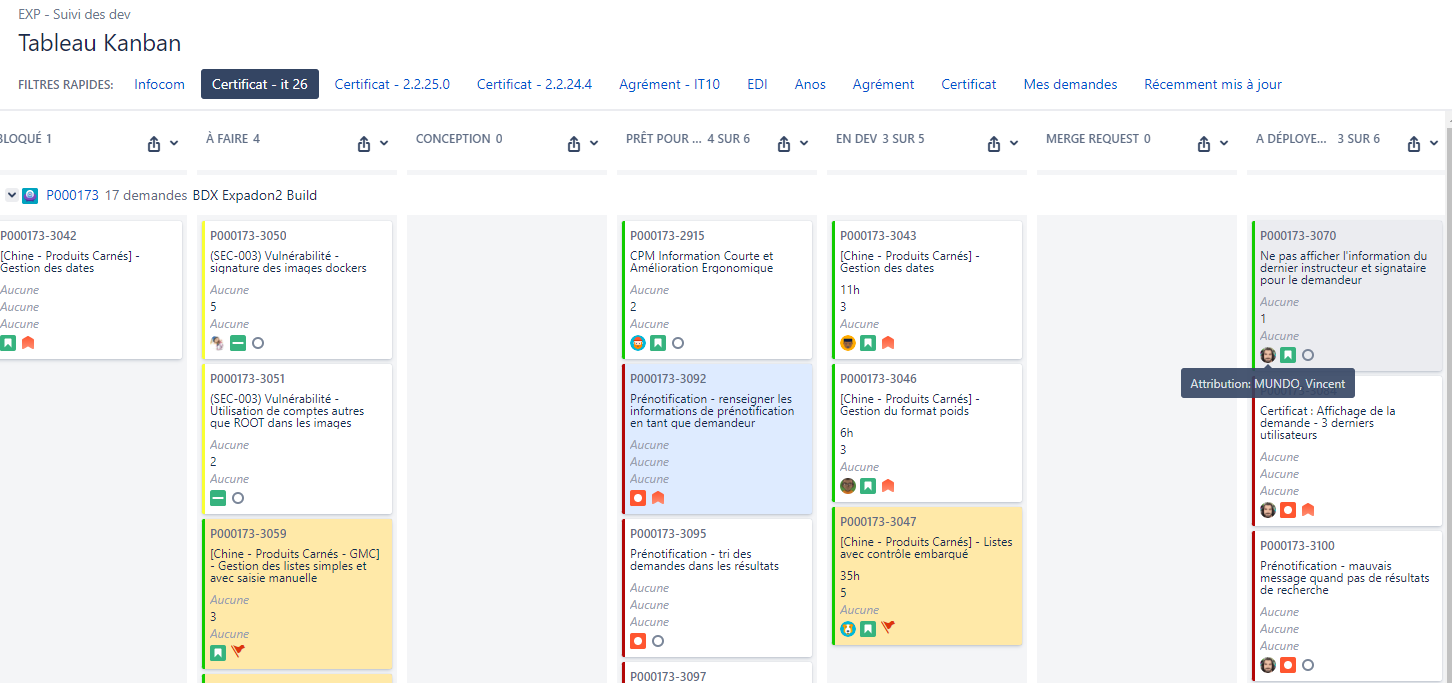 EXP - Suivi des dev
Tableau Kanban
FILTRES RAPIDES: Infocom Certificat - it 26 Certificat - 2.2.25.0 Certificat - 2.2.24.4 Agrément - IT10 EDI Anos Agrément Certificat Mes demandes Récemment mis à jour
BLOQUÉ 1
À FAIRE 4
CONCEPTION 0
PRÊT POUR ... 4 SUR 6
EN DEV 3 SUR 5
MERGE REQUEST 0
A DÉPLOYE... 3 SUR 6
P000173 17 demandes BDX Expadon2 Build
P000173-3042
[Chine - Produits Carnés] -
Gestion des dates
Aucune
Aucune
Aucune
P000173-3050
(SEC-003) Vulnérabilité -
signature des images dockers
Aucune
5
Aucune
P000173-3051
(SEC-003) Vulnérabilité -
Utilisation de comptes autres
que ROOT dans les images
Aucune
2
Aucune
P000173-3059
[Chine - Produits Carnés - GMC]
- Gestion des listes simples et
avec saisie manuelle
Aucune
3
Aucune
P000173-2915
CPM Information Courte et
Amélioration Ergonomique
Aucune
2
Aucune
P000173-3092
Prénotification - renseigner les
informations de prénotification
en tant que demandeur
Aucune
Aucune
Aucune
P000173-3095
Prénotification - tri des
demandes dans les résultats
Aucune
Aucune
Aucune
P000173-3097
P000173-3043
[Chine - Produits Carnés] -
Gestion des dates
11h
3
Aucune
P000173-3046
[Chine - Produits Carnés] -
Gestion du format poids
6h
3
Aucune
P000173-3047
[Chine - Produits Carnés] - Listes
avec contrôle embarqué
35h
5
Aucune
P000173-3070
Ne pas afficher l'information du
dernier instructeur et signataire
pour le demandeur
Aucune
1
Aucune
Attribution: MUNDO, Vincent
Certificat : Affichage de la
demande - 3 derniers
utilisateurs
Aucune
Aucune
Aucune
P000173-3100
Prénotification - mauvais
message quand pas de résultats
de recherche
Aucune
Aucune
Aucune